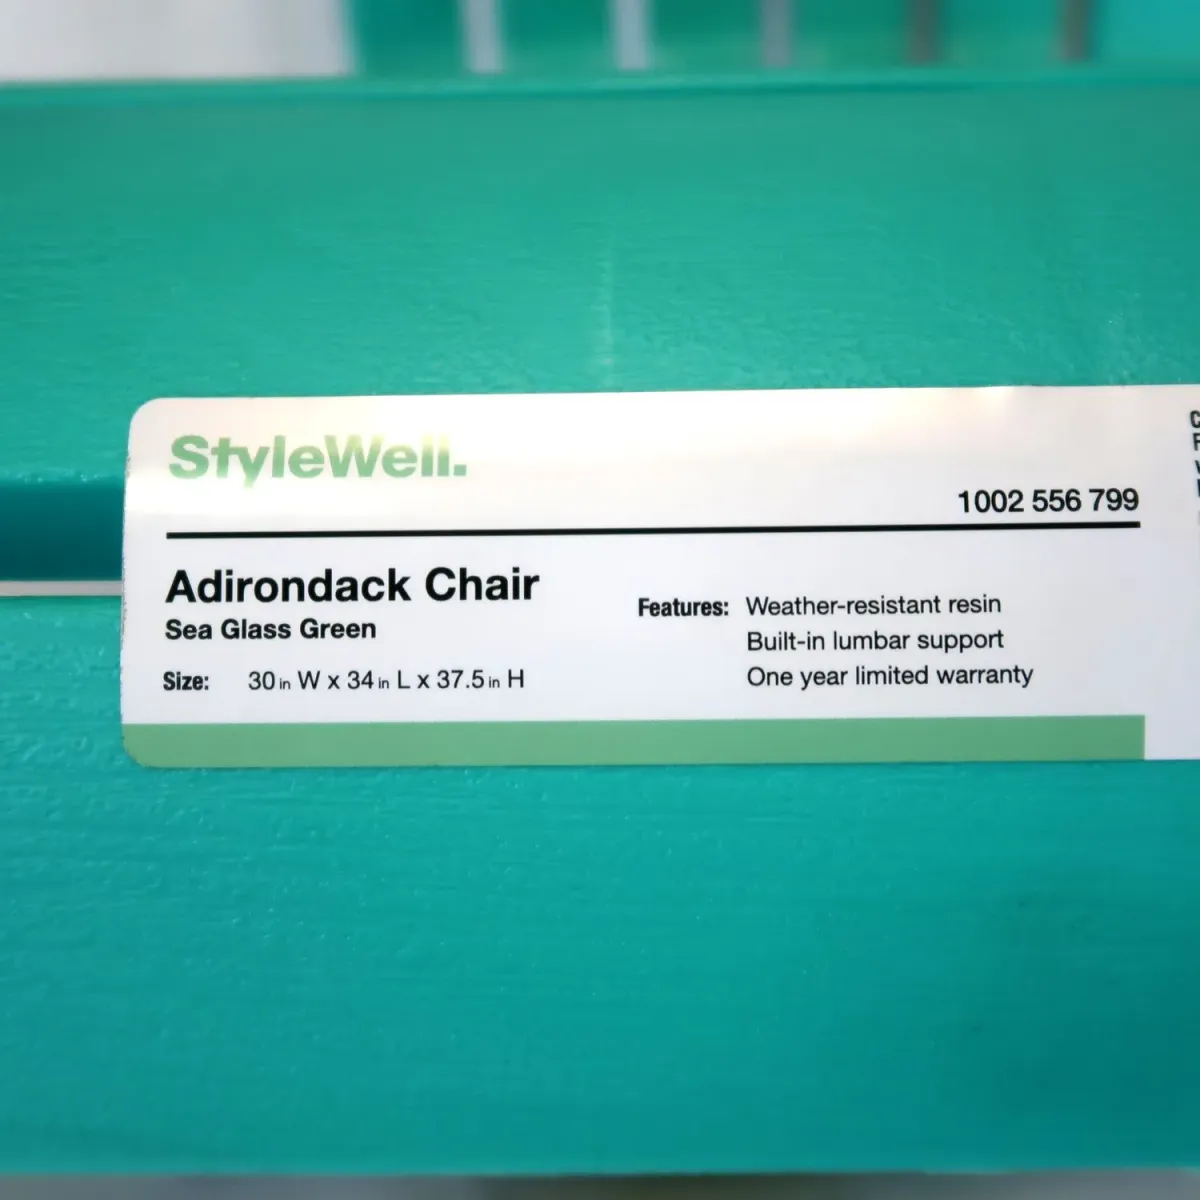 StyleWell.
1002 556 799
Adirondack Chair
Sea Glass Green
Size: 30 in W x 34 in L x 37.5 in H
Features: Weather-resistant resin
Built-in lumbar support
One year limited warranty